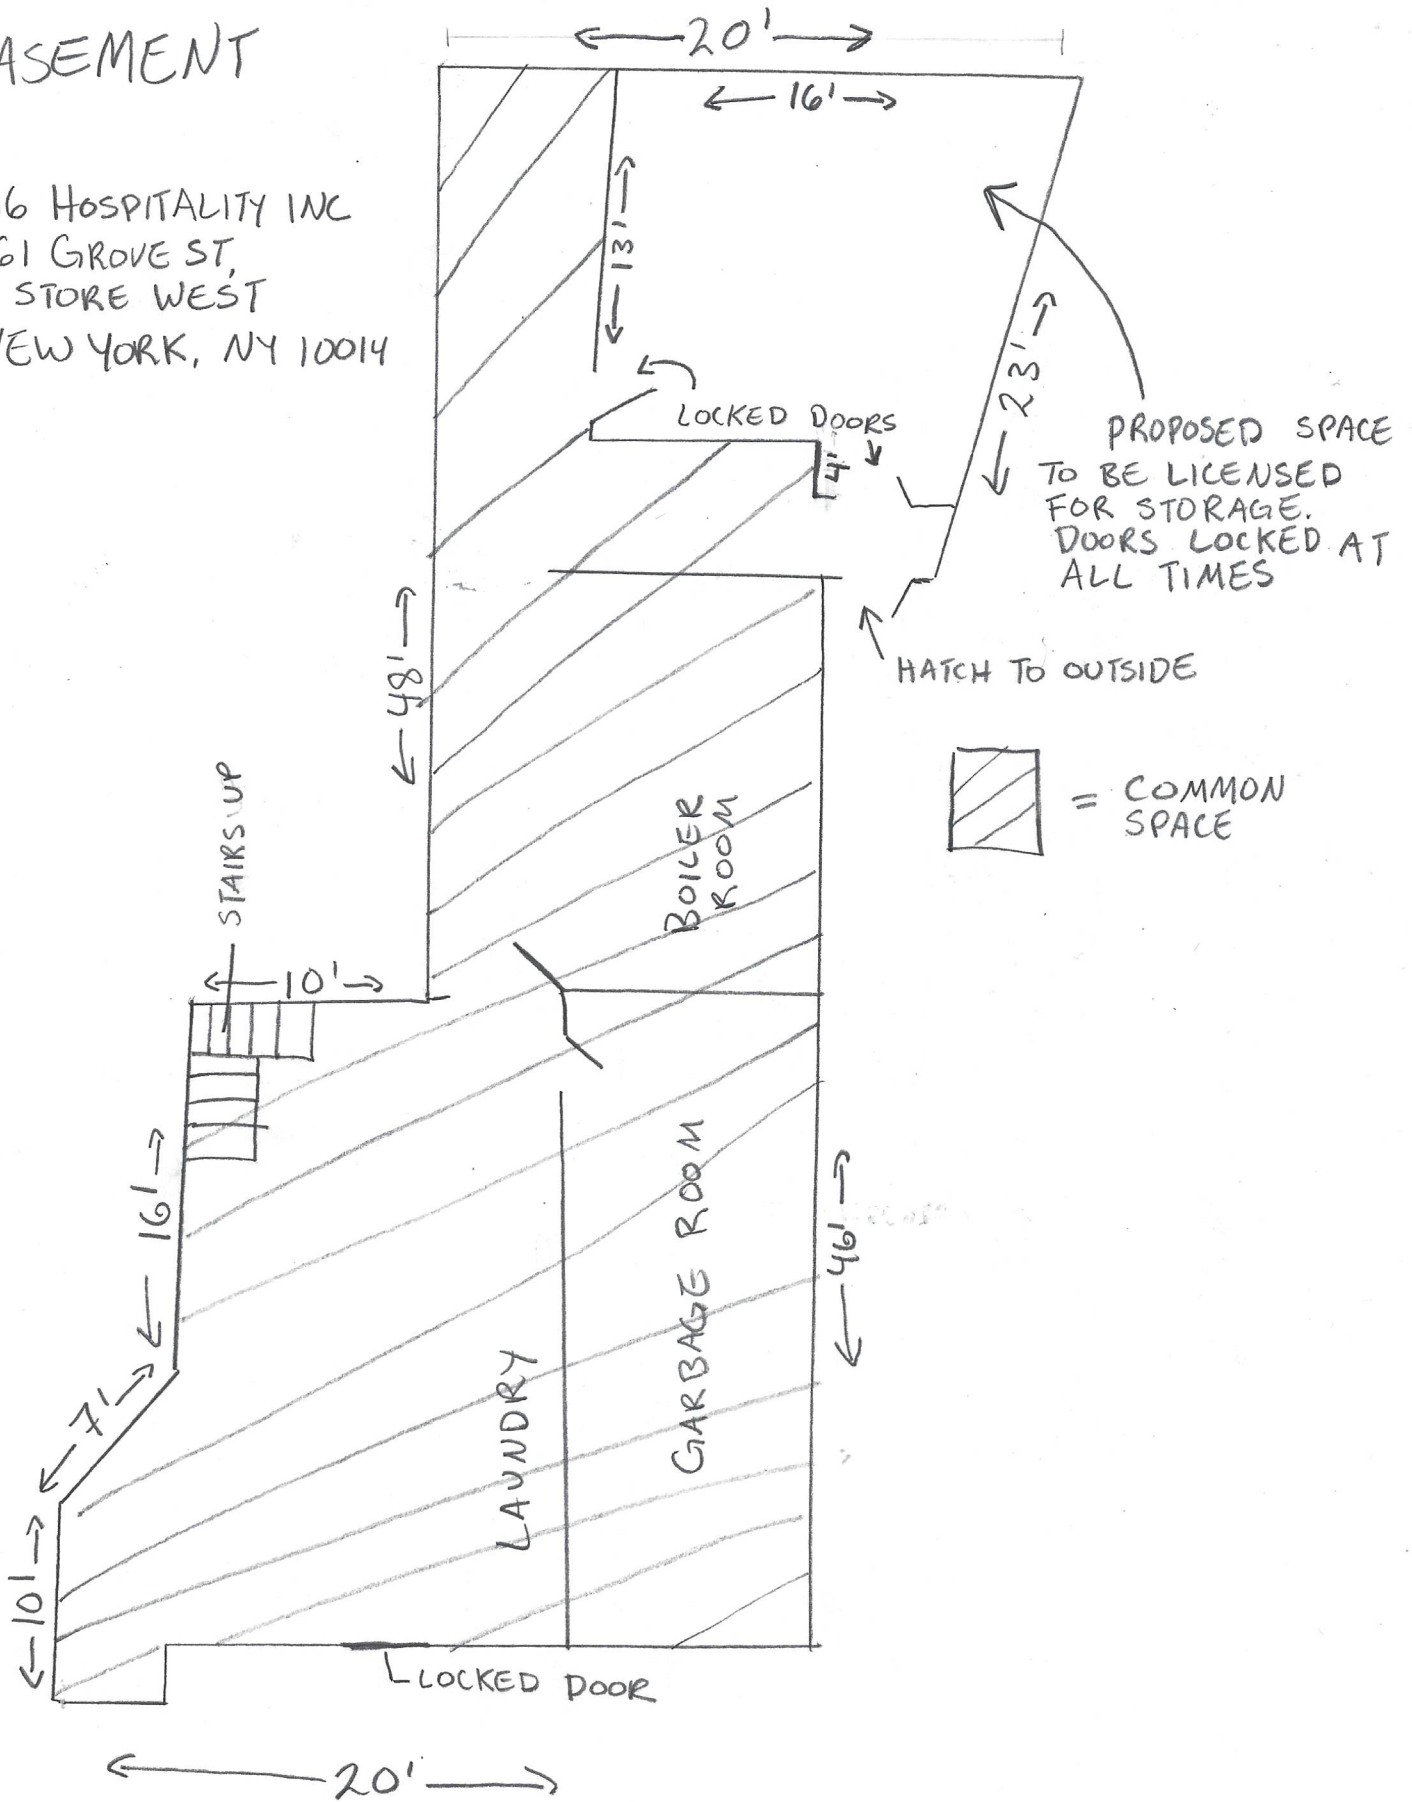 ASEMENT
6 HOSPITALITY INC
61 GROVE ST,
STORE WEST
EW YORK, NY 10014
20'
16'
13'
23'
LOCKED DOORS
4'
PROPOSED SPACE
TO BE LICENSED
FOR STORAGE.
DOORS LOCKED AT
ALL TIMES
HATCH TO OUTSIDE
48'
= COMMON
SPACE
STAIRS UP
BOILER
ROOM
10'
16'
46'
GARBAGE ROOM
LAUNDRY
7'
10'
LOCKED DOOR
20'